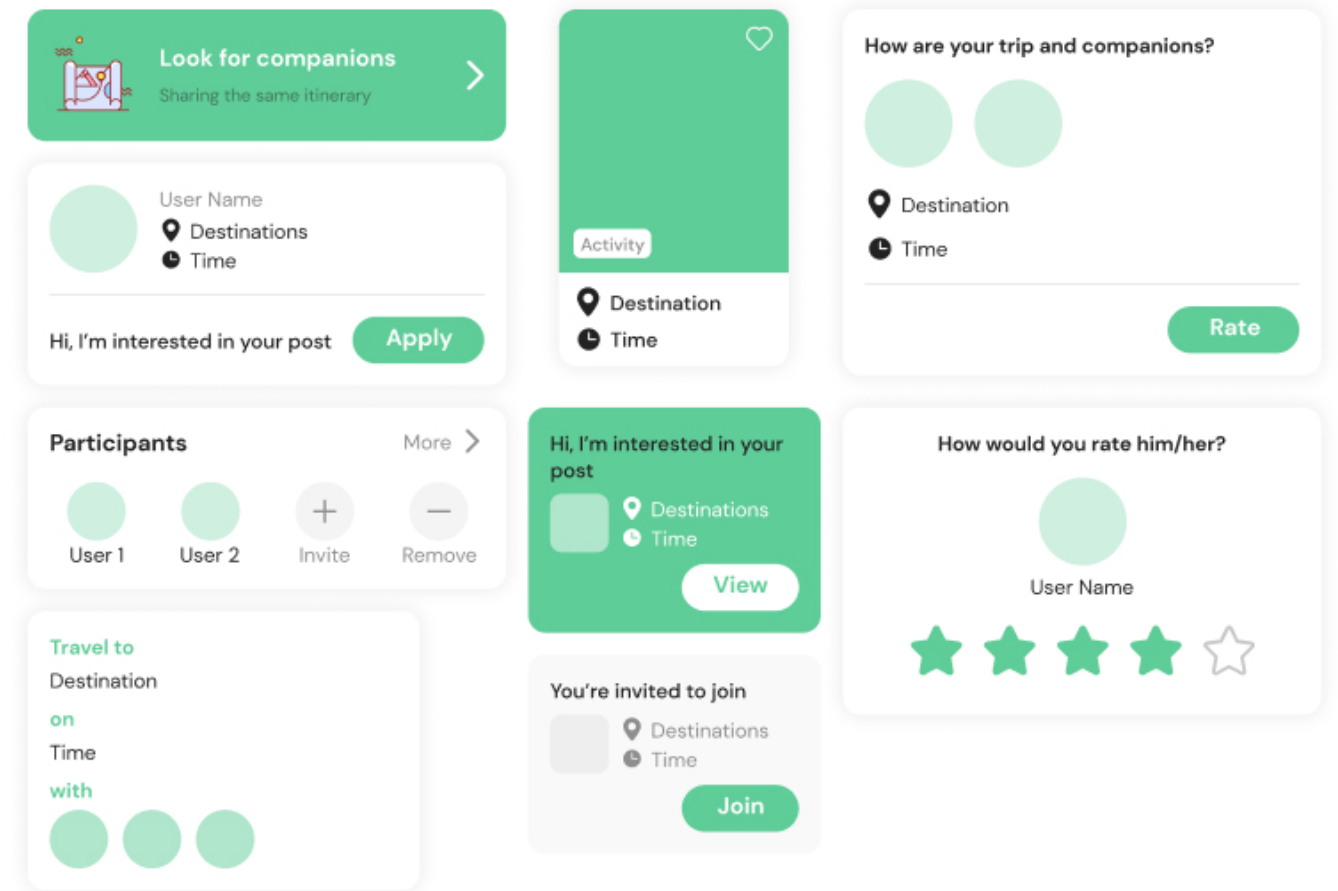 Look for companions
Sharing the same itinerary
User Name
Destinations
Time
Hi, I'm interested in your post
Apply
Participants
More
User 1
User 2
Invite
Remove
Travel to
Destination
on
Time
with
Activity
Destination
Time
Hi, I'm interested in your
post
Destinations
Time
View
You're invited to join
Destinations
Time
Join
How are your trip and companions?
Destination
Time
Rate
How would you rate him/her?
User Name